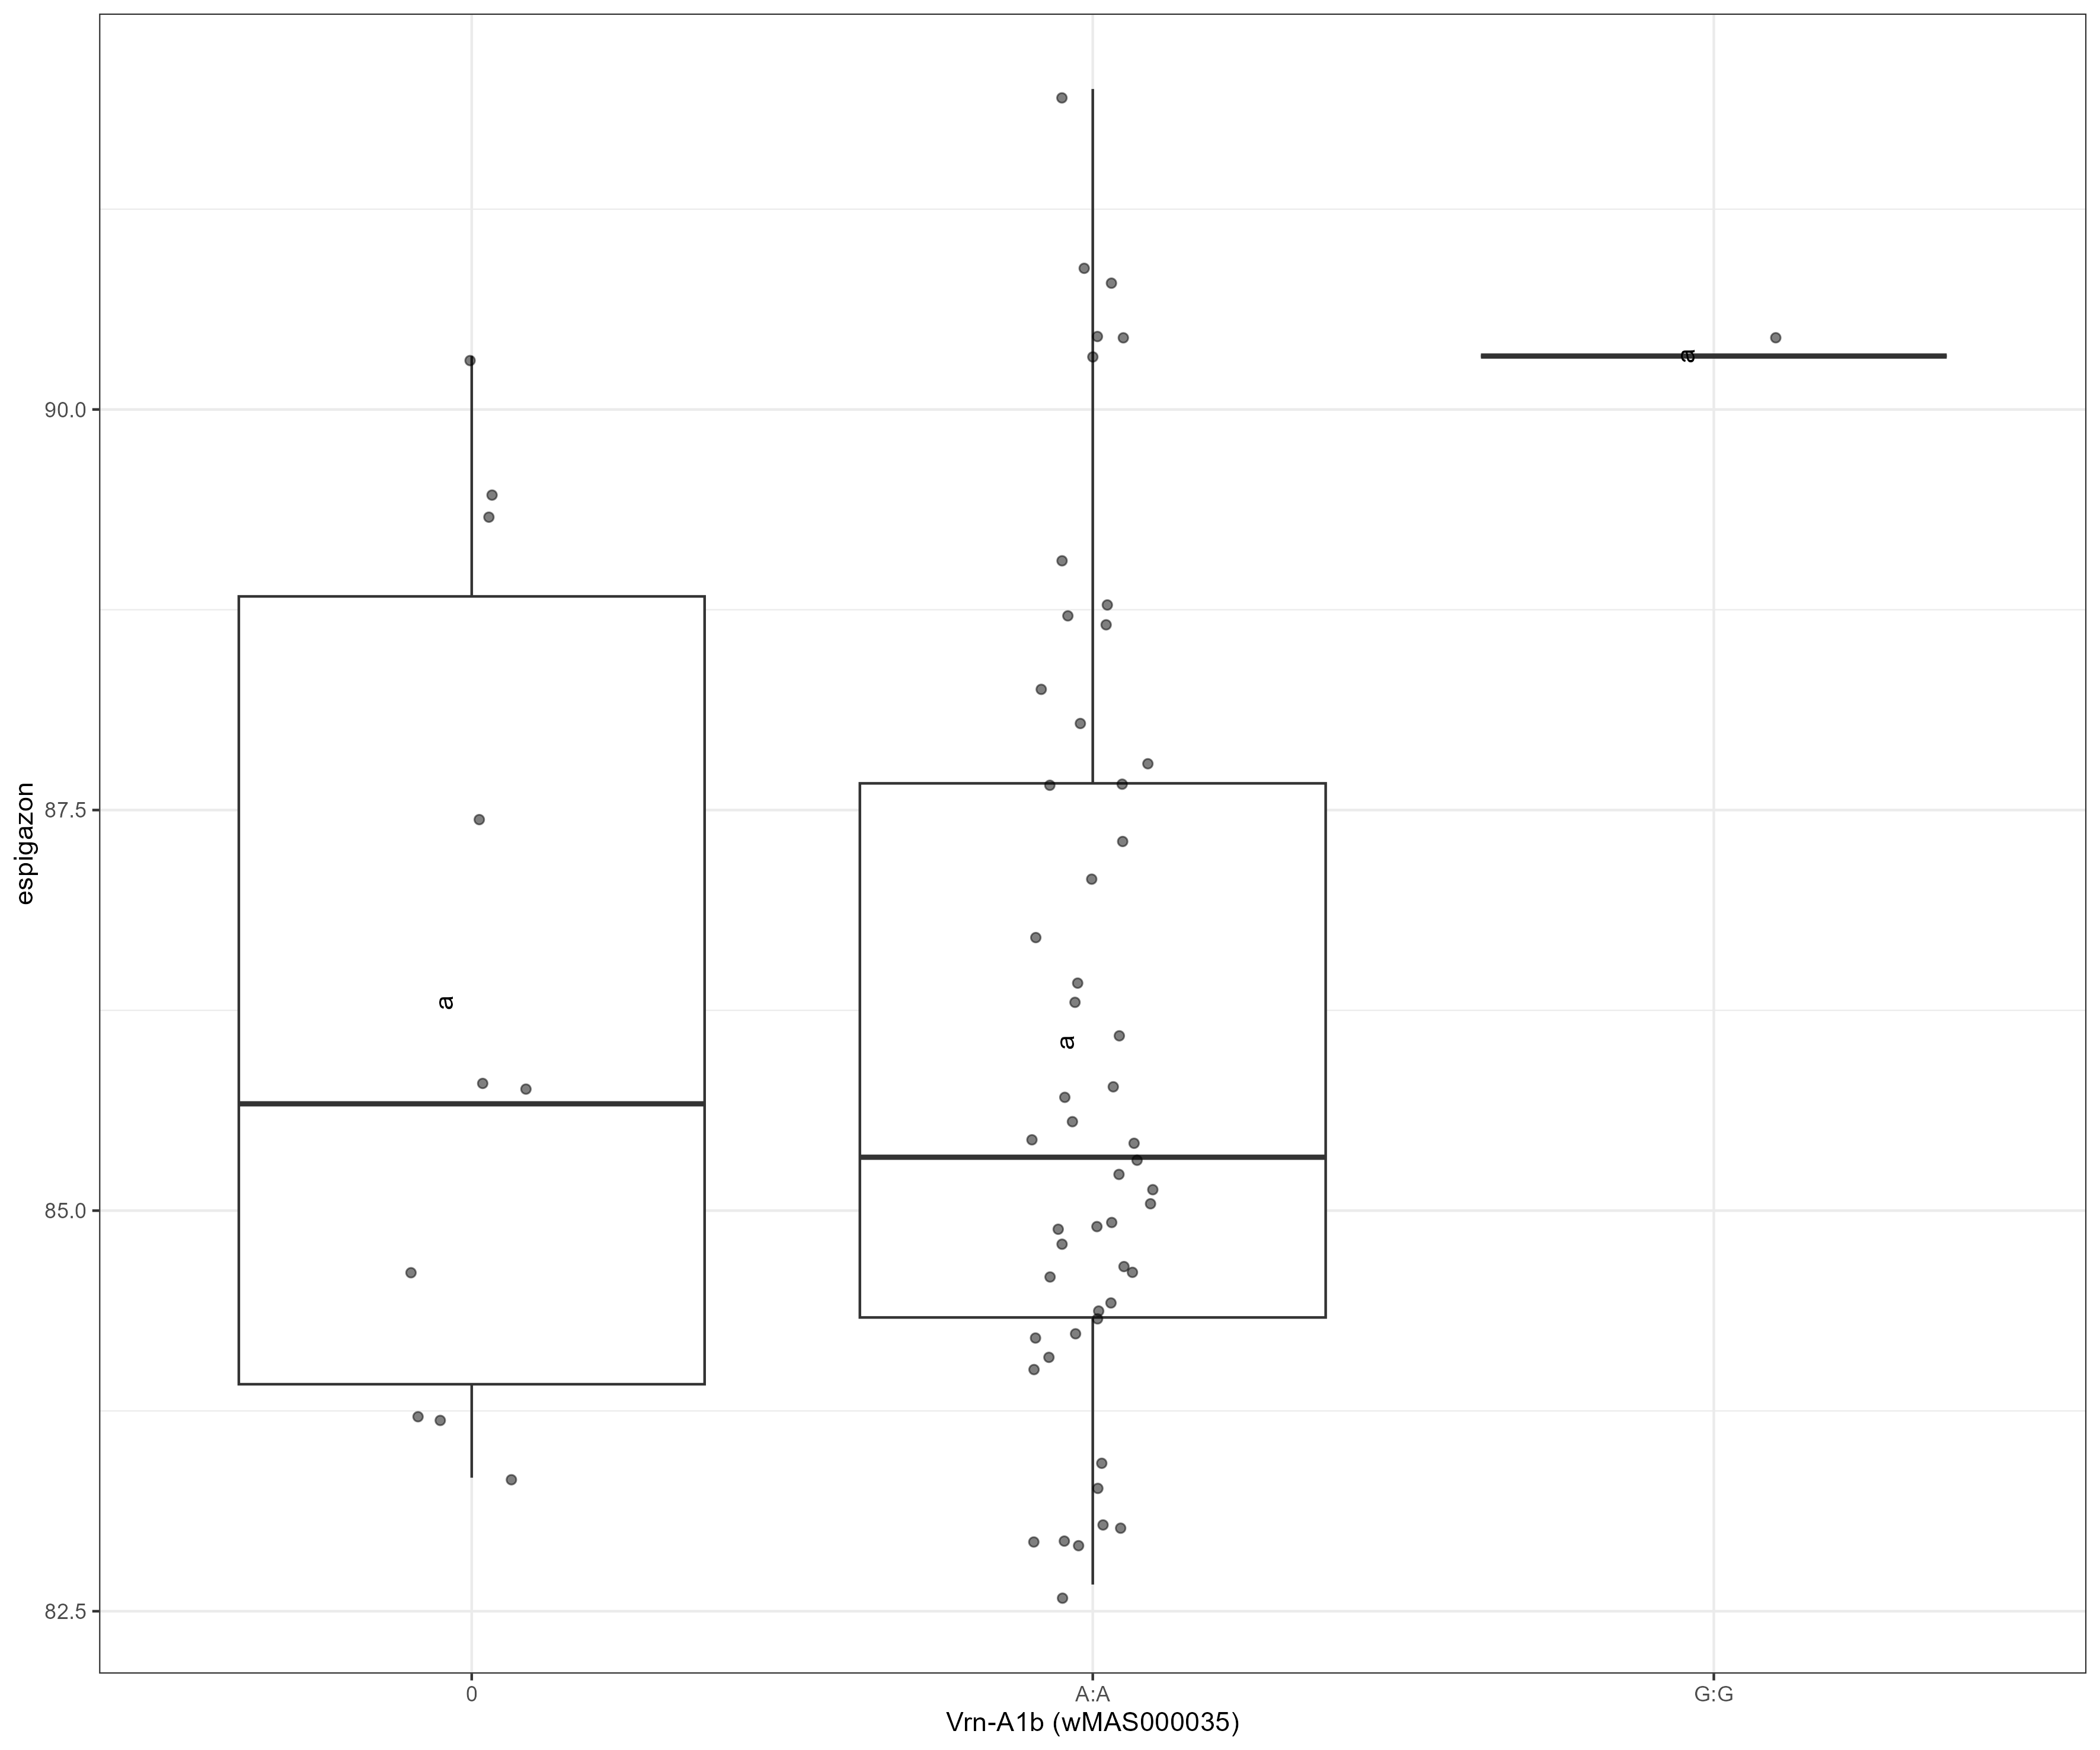 90.0
87.5
85.0
82.5
espigazon
a
a
a
0
A:A
G:G
Vrn-A1b (wMAS000035)